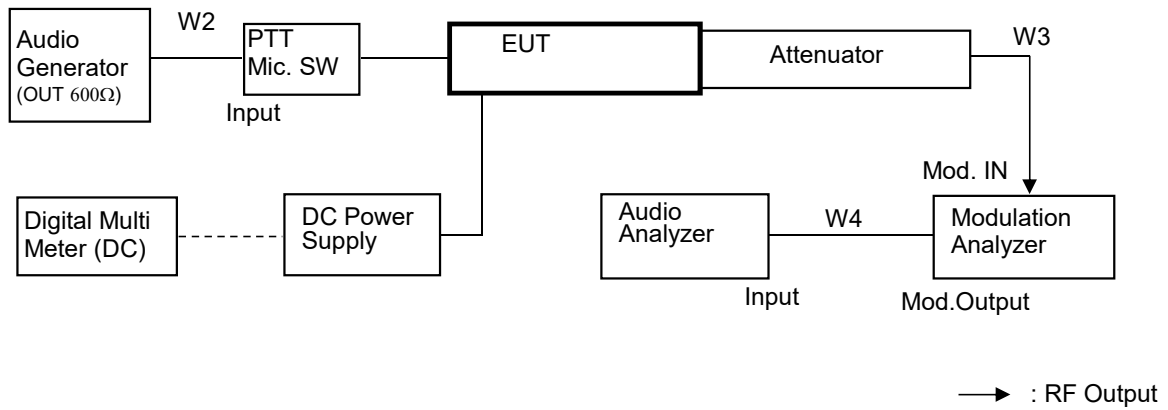 W2
Audio
Generator
(OUT 600Ω)
PTT
Mic. SW
Input
EUT
Attenuator
W3
Mod. IN
Digital Multi
Meter (DC)
DC Power
Supply
Audio
Analyzer
Input
W4
Modulation
Analyzer
Mod.Output
: RF Output